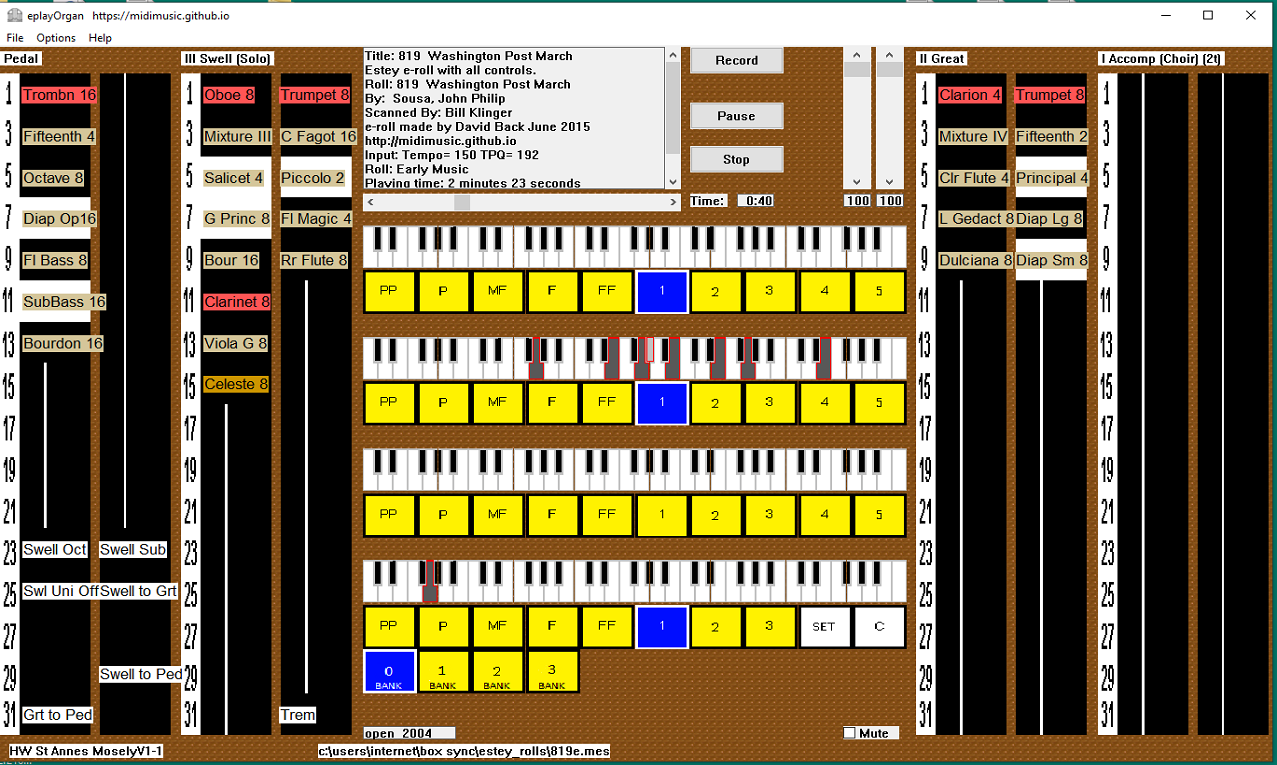 eplayOrgan https://midimusic.github.io
File Options Help
Pedal
III Swell (Solo)
II Great
I Accomp (Choir) (2t)
Title: 819 Washington Post March
Estey e-roll with all controls.
Roll: 819 Washington Post March
By: Sousa, John Philip
Scanned By: Bill Klinger
e-roll made by David Back June 2015
http://midimusic.github.io
Input: Tempo= 150 TPQ= 192
Roll: Early Music
Playing time: 2 minutes 23 seconds
Record
Pause
Stop
Time: 0:40
100 100
1 Trombn 16
3 Fifteenth 4
5 Octave 8
7 Diap Op16
9 Fl Bass 8
11 SubBass 16
13 Bourdon 16
15
17
19
21
23 Swell Oct Swell Sub
25 Swl Uni Off Swell to Grt
27
29 Swell to Ped
31 Grt to Ped
1 Oboe 8 Trumpet 8
3 Mixture III C Fagot 16
5 Salicet 4 Piccolo 2
7 G Princ 8 Fl Magic 4
9 Bour 16 Rr Flute 8
11 Clarinet 8
13 Viola G 8
15 Celeste 8
17
19
21
23
25
27
29
31 Trem
PP P MF F FF 1 2 3 4 5
PP P MF F FF 1 2 3 4 5
PP P MF F FF 1 2 3 4 5
PP P MF F FF 1 2 3 SET C
0 BANK 1 BANK 2 BANK 3 BANK
open 2004
Mute
1 Clarion 4 Trumpet 8
3 Mixture IV Fifteenth 2
5 Clr Flute 4 Principal 4
7 L Gedact 8 Diap Lg 8
9 Dulciana 8 Diap Sm 8
11
13
15
17
19
21
23
25
27
29
31
1
3
5
7
9
11
13
15
17
19
21
23
25
27
29
31
HW St Annes MoselyV1-1
c:\users\internet\box sync\estey_rolls\819e.mes